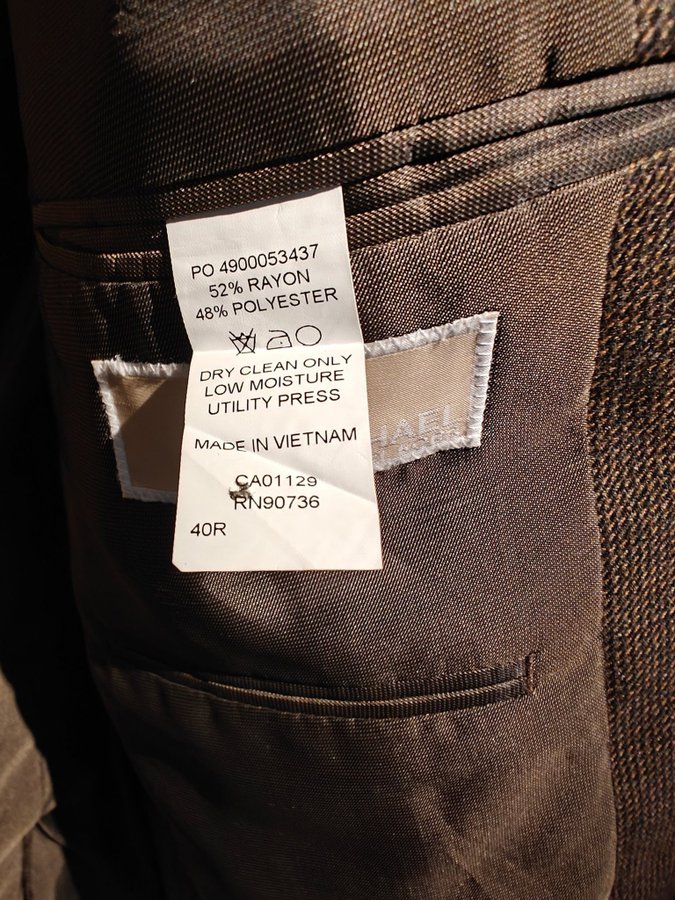 PO 4900053437
52% RAYON
48% POLYESTER
DRY CLEAN ONLY
LOW MOISTURE
UTILITY PRESS
MADE IN VIETNAM
CA01129
RN90736
40R
HAEL